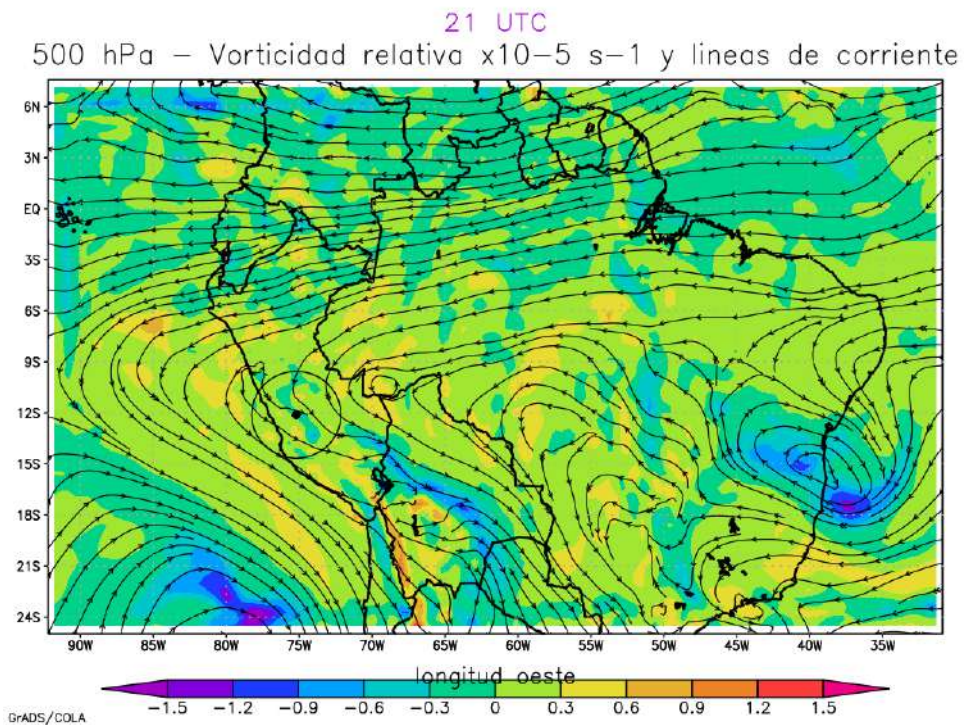 21 UTC
500 hPa – Vorticidad relativa x10−5 s−1 y lineas de corriente
6N
3N
EQ
3S
6S
9S
12S
15S
18S
21S
24S
90W 85W 80W 75W 70W 65W 60W 55W 50W 45W 40W 35W
longitud oeste
−1.5 −1.2 −0.9 −0.6 −0.3 0 0.3 0.6 0.9 1.2 1.5
GrADS/COLA